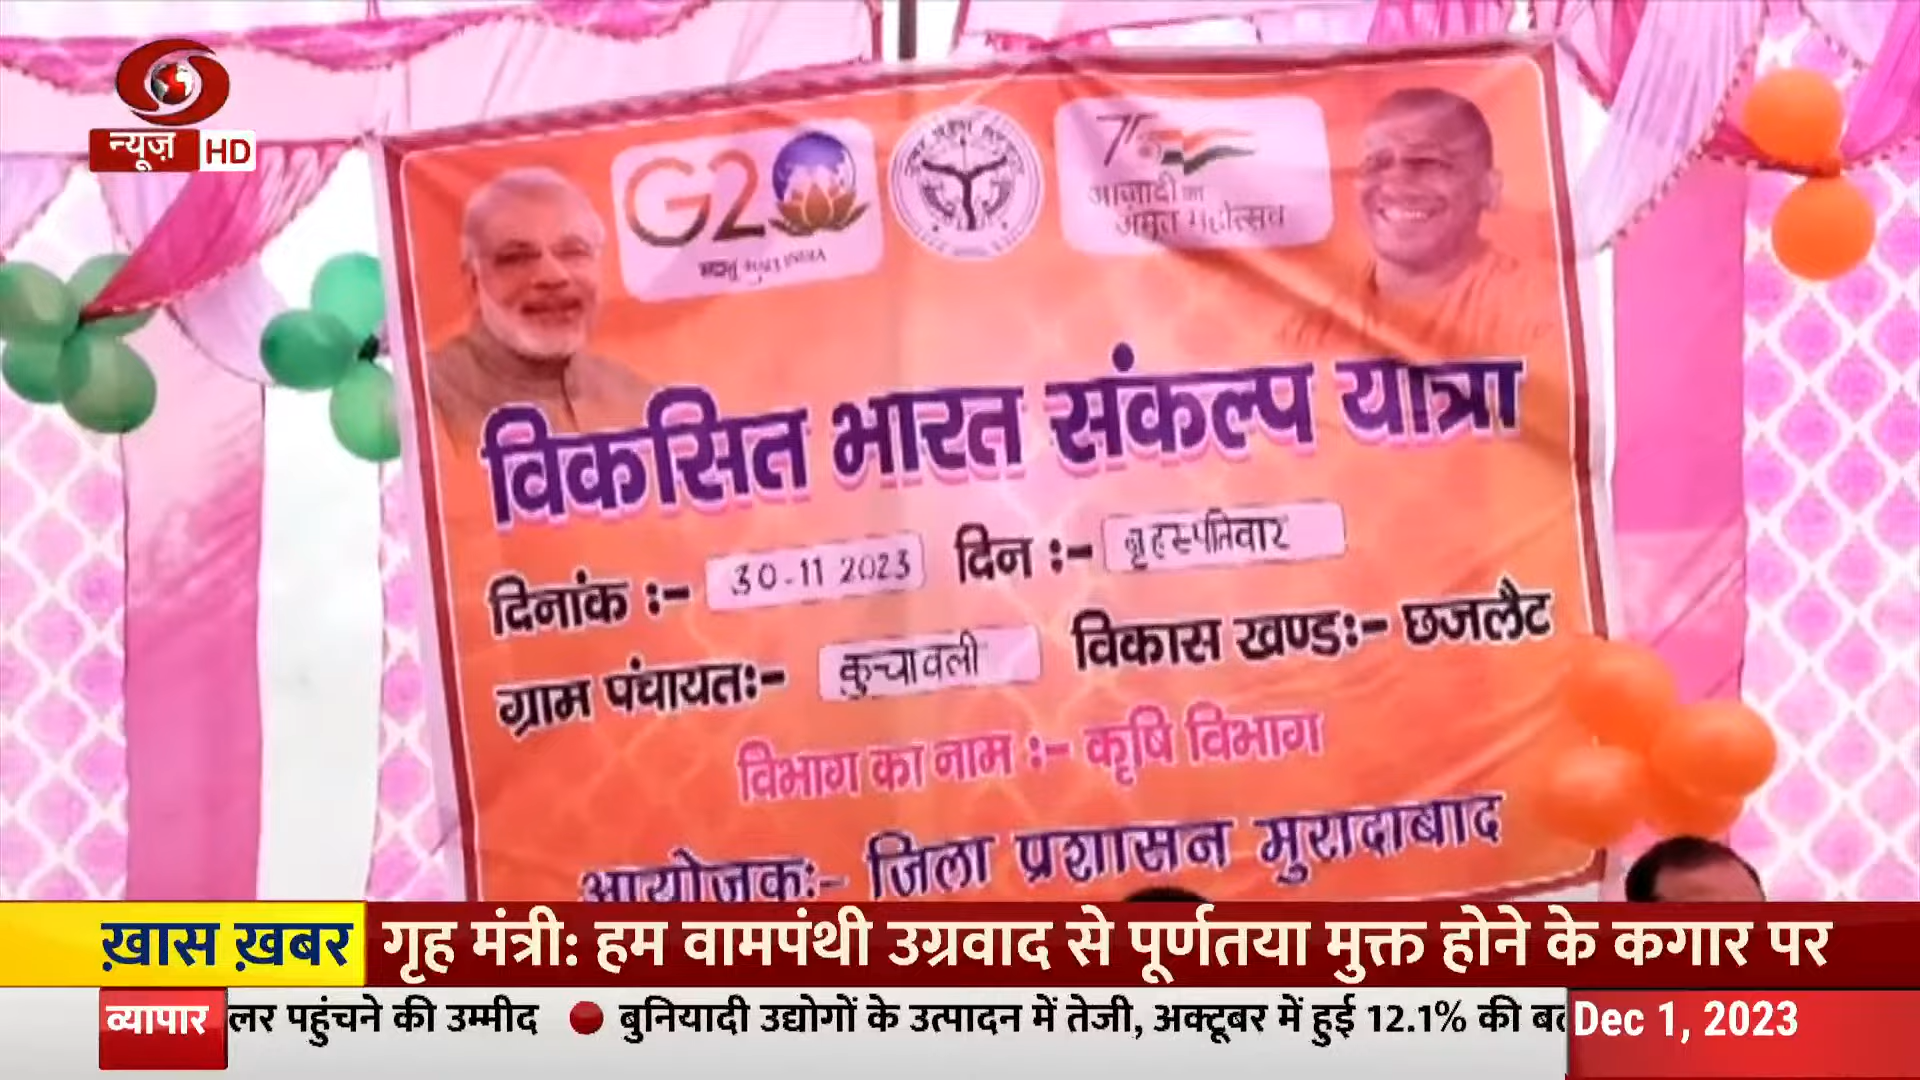 न्यूज़ HD
G20
75
आज़ादी का
अमृत महोत्सव
विकसित भारत संकल्प यात्रा
दिनांक :- 30-11 2023 दिन :- बृहस्पतिवार
ग्राम पंचायतः- कुचावली विकास खण्डः- छजलैट
विभाग का नाम :- कृषि विभाग
आयोजकः- जिला प्रशासन मुरादाबाद
ख़ास ख़बर गृह मंत्री: हम वामपंथी उग्रवाद से पूर्णतया मुक्त होने के कगार पर
व्यापार लर पहुंचने की उम्मीद ● बुनियादी उद्योगों के उत्पादन में तेजी, अक्टूबर में हुई 12.1% की Dec 1, 2023